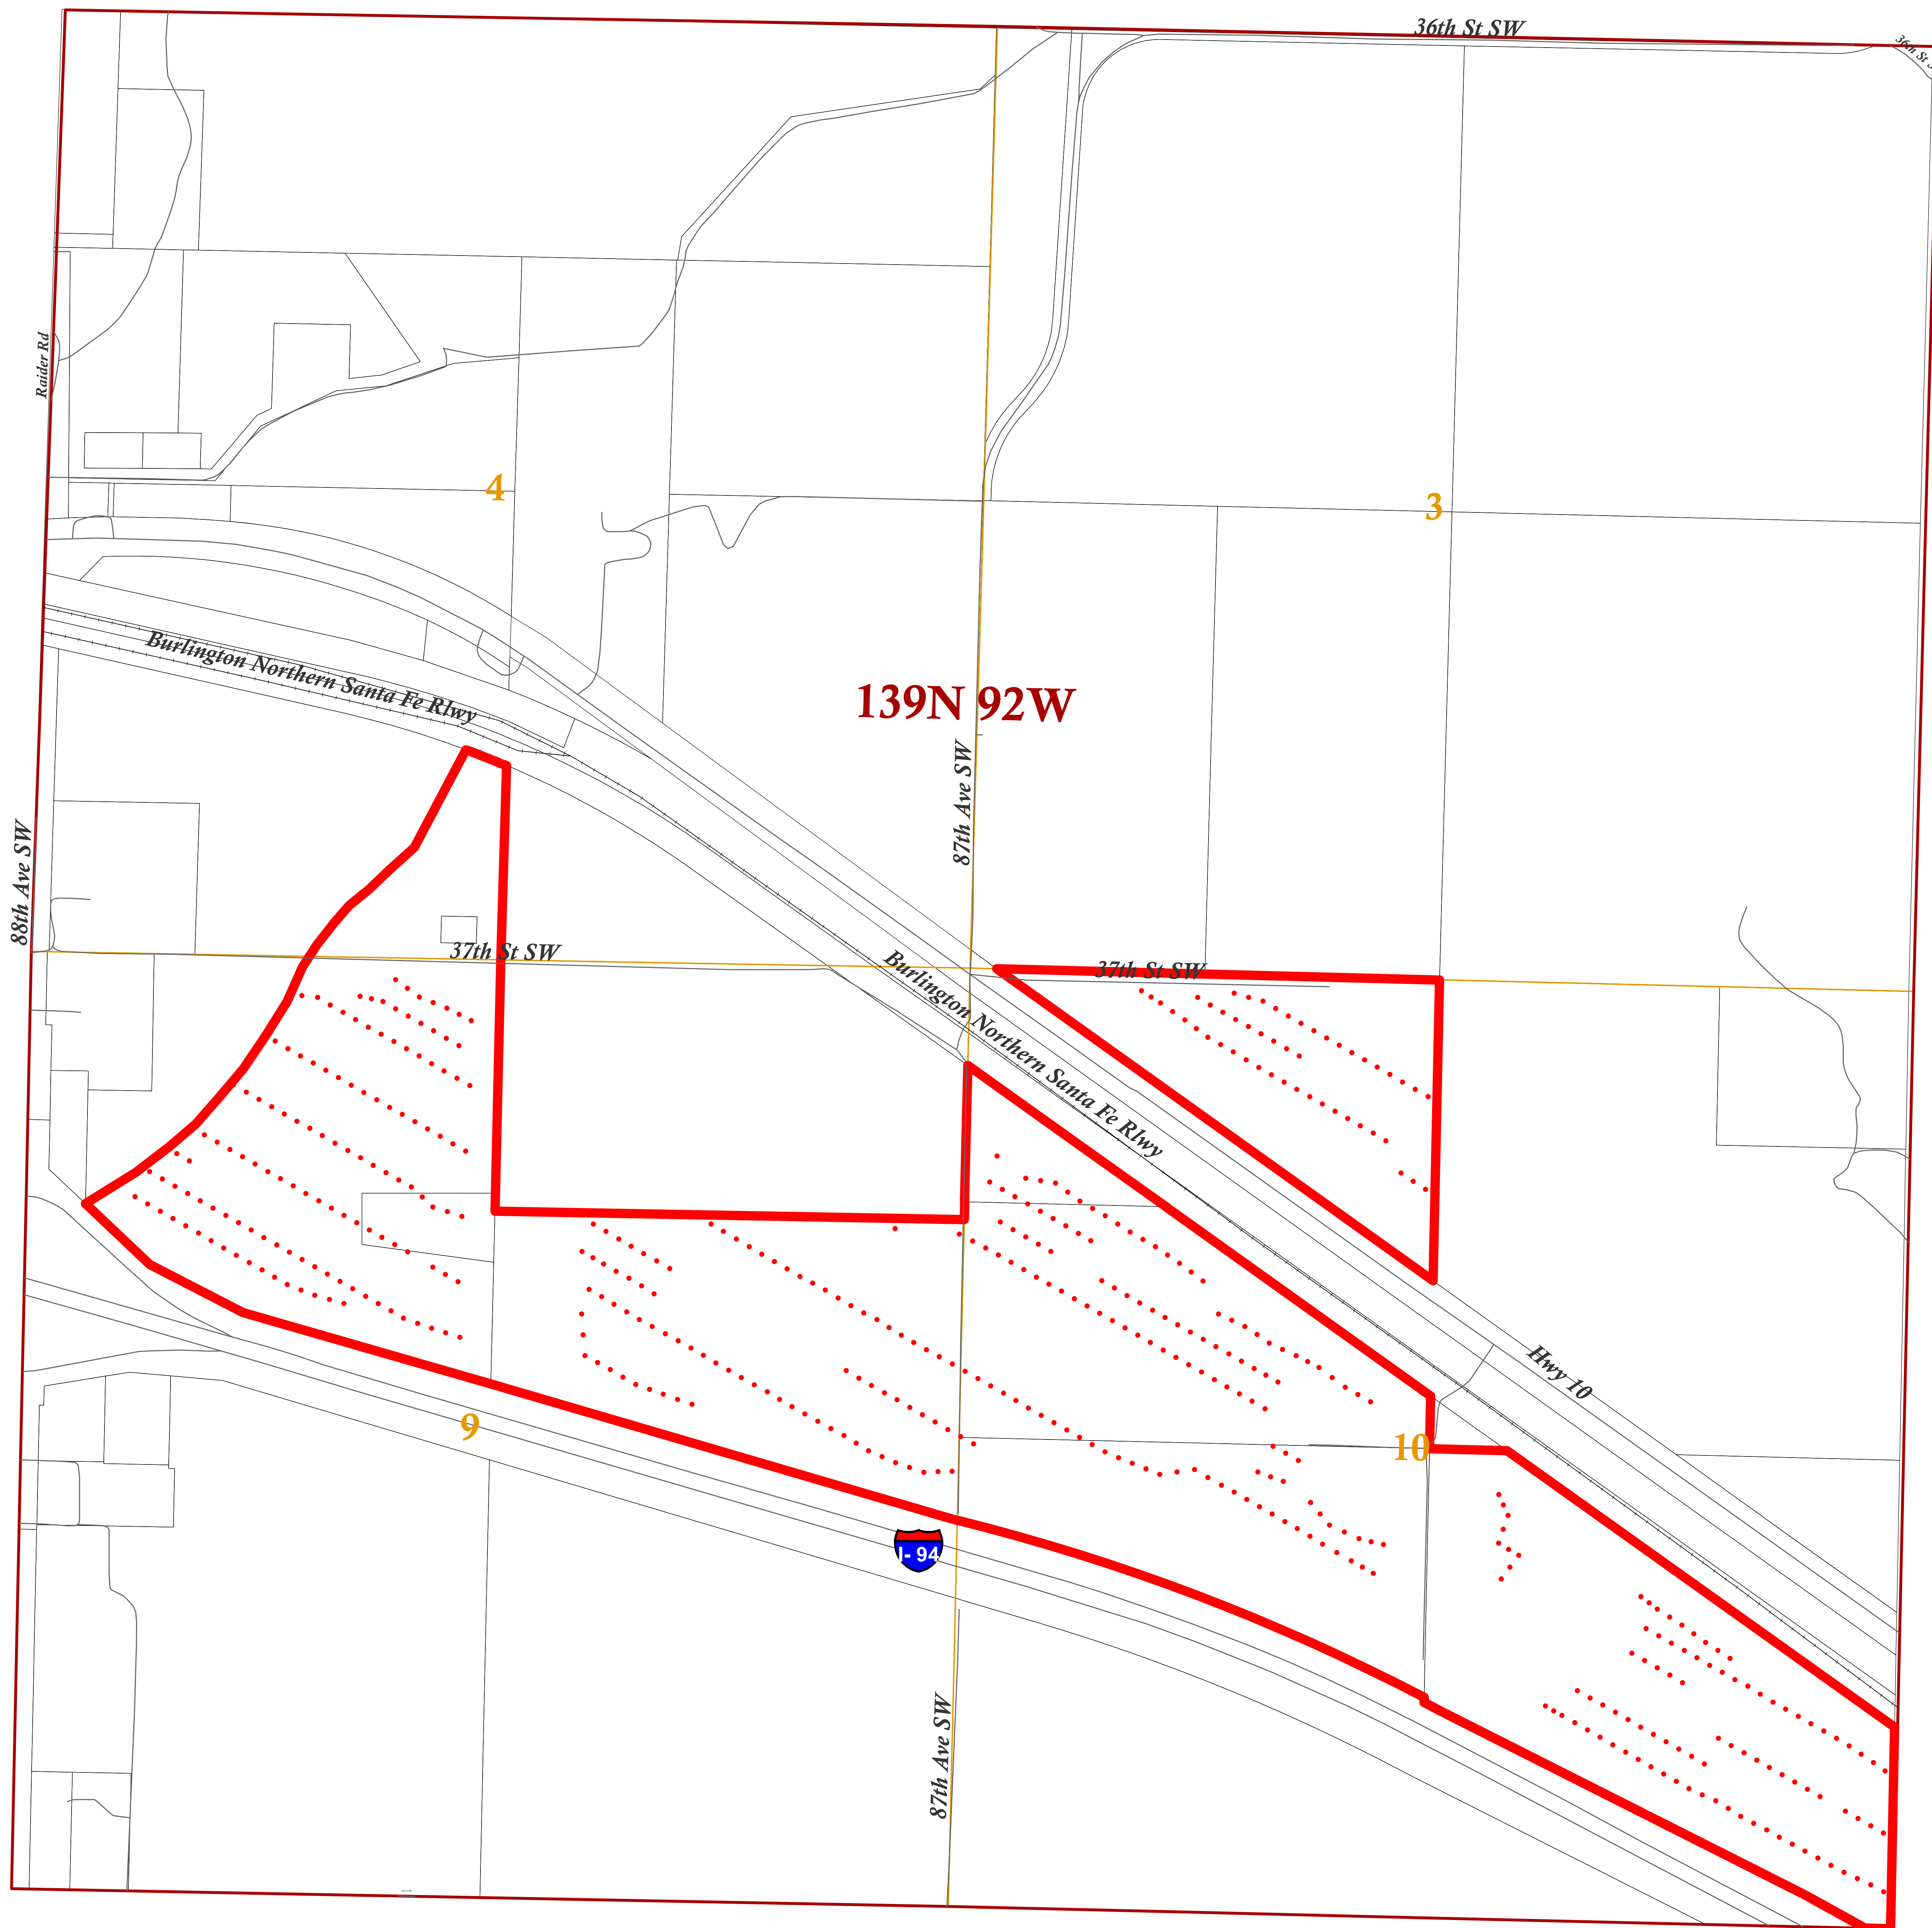 36th St SW
36th St S
Raider Rd
4
3
Burlington Northern Santa Fe Rlwy
139N 92W
87th Ave SW
88th Ave SW
37th St SW
37th St SW
Burlington Northern Santa Fe Rlwy
Hwy 10
9
10
I- 94
87th Ave SW